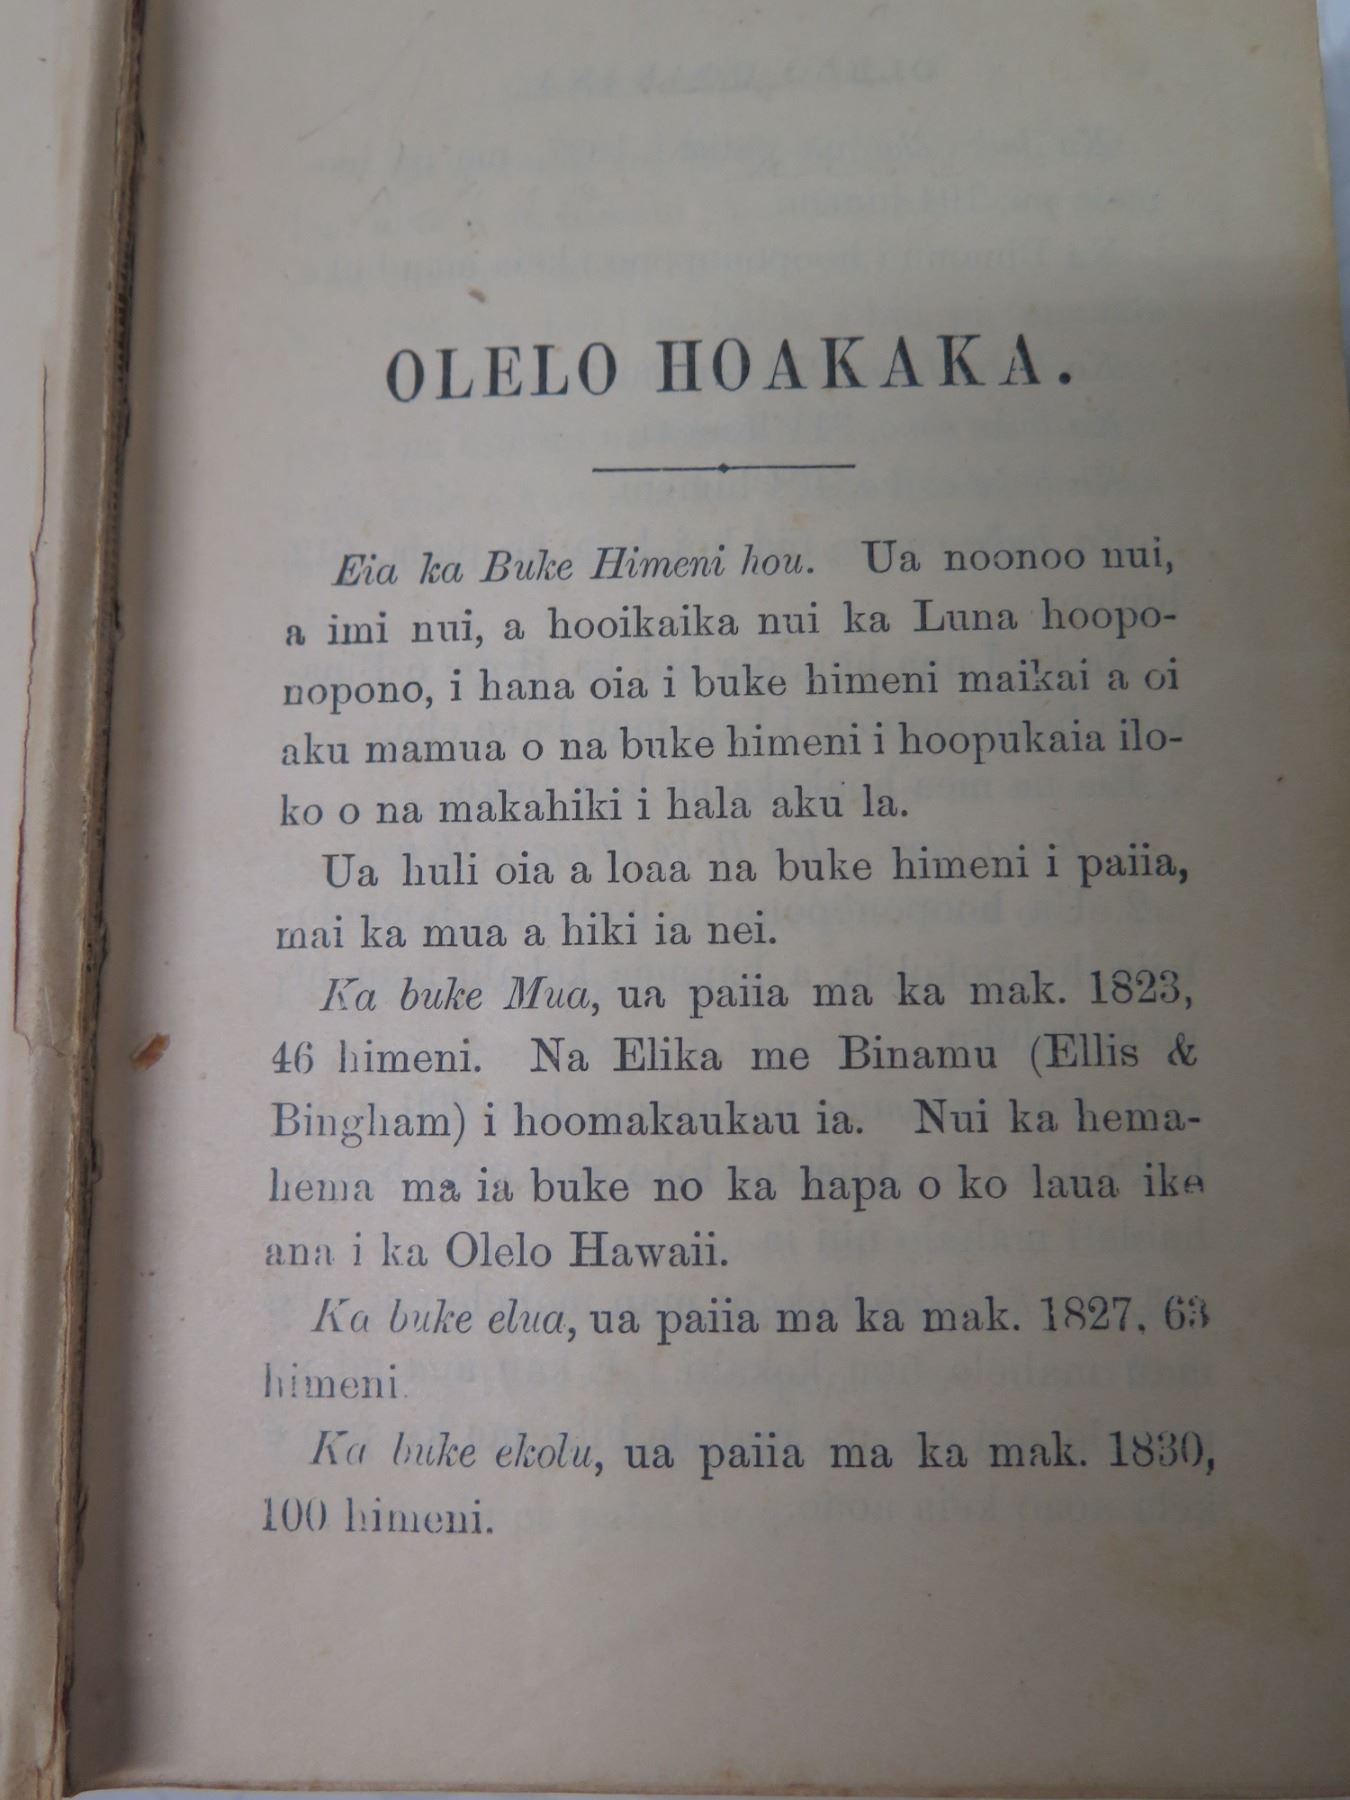 OLELO HOAKAKA.
Eia ka Buke Himeni hou. Ua noonoo nui,
a imi nui, a hooikaika nui ka Luna hoopo-
nopono, i hana oia i buke himeni maikai a oi
aku mamua o na buke himeni i hoopukaia ilo-
ko o na makahiki i hala aku la.
Ua huli oia a loaa na buke himeni i paiia,
mai ka mua a hiki ia nei.
Ka buke Mua, ua paiia ma ka mak. 1823,
46 himeni. Na Elika me Binamu (Ellis &
Bingham) i hoomakaukau ia. Nui ka hema-
hema ma ia buke no ka hapa o ko laua ike
ana i ka Olelo Hawaii.
Ka buke elua, ua paiia ma ka mak. 1827, 63
himeni.
Ka buke ekolu, ua paiia ma ka mak. 1830,
100 himeni.